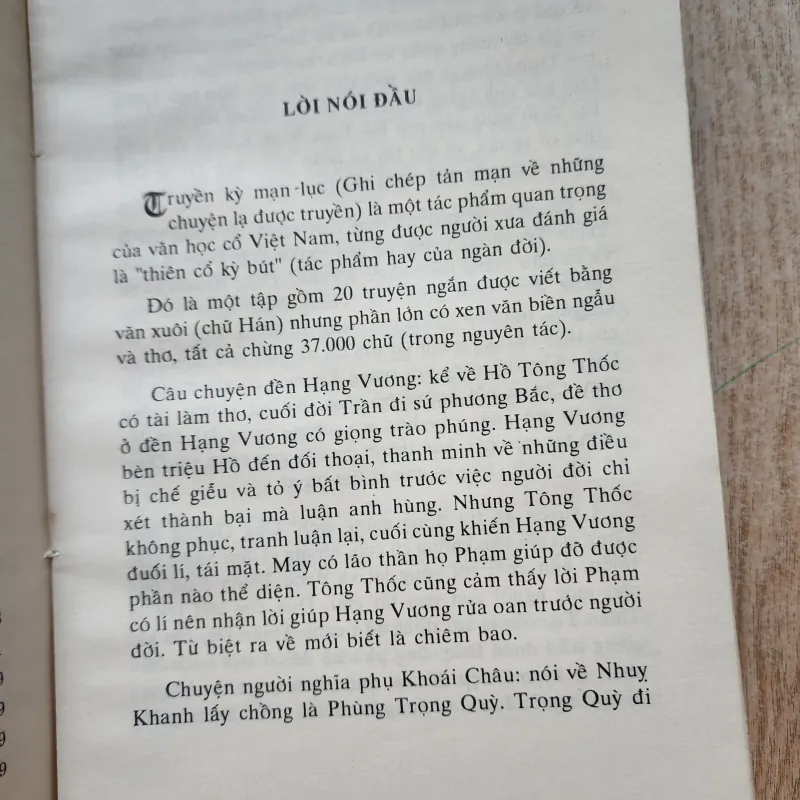 LỜI NÓI ĐẦU
Truyền kỳ mạn-lục (Ghi chép tản mạn về những
chuyện lạ được truyền) là một tác phẩm quan trọng
của văn học cổ Việt Nam, từng được người xưa đánh giá
là "thiên cổ kỳ bút" (tác phẩm hay của ngàn đời).
Đó là một tập gồm 20 truyện ngắn được viết bằng
văn xuôi (chữ Hán) nhưng phần lớn có xen văn biền ngẫu
và thơ, tất cả chừng 37.000 chữ (trong nguyên tác).
Câu chuyện đền Hạng Vương: kể về Hồ Tông Thốc
có tài làm thơ, cuối đời Trần đi sứ phương Bắc, đề thơ
ở đền Hạng Vương có giọng trào phúng. Hạng Vương
bèn triệu Hồ đến đối thoại, thanh minh về những điều
bị chế giễu và tỏ ý bất bình trước việc người đời chỉ
xét thành bại mà luận anh hùng. Nhưng Tông Thốc
không phục, tranh luận lại, cuối cùng khiến Hạng Vương
đuối lí, tái mặt. May có lão thần họ Phạm giúp đỡ được
phần nào thể diện. Tông Thốc cũng cảm thấy lời Phạm
có lí nên nhận lời giúp Hạng Vương rửa oan trước người
đời. Từ biệt ra về mới biết là chiêm bao.
Chuyện người nghĩa phụ Khoái Châu: nói về Nhuỵ
Khanh lấy chồng là Phùng Trọng Quỳ. Trọng Quỳ đi
9
9
9
9